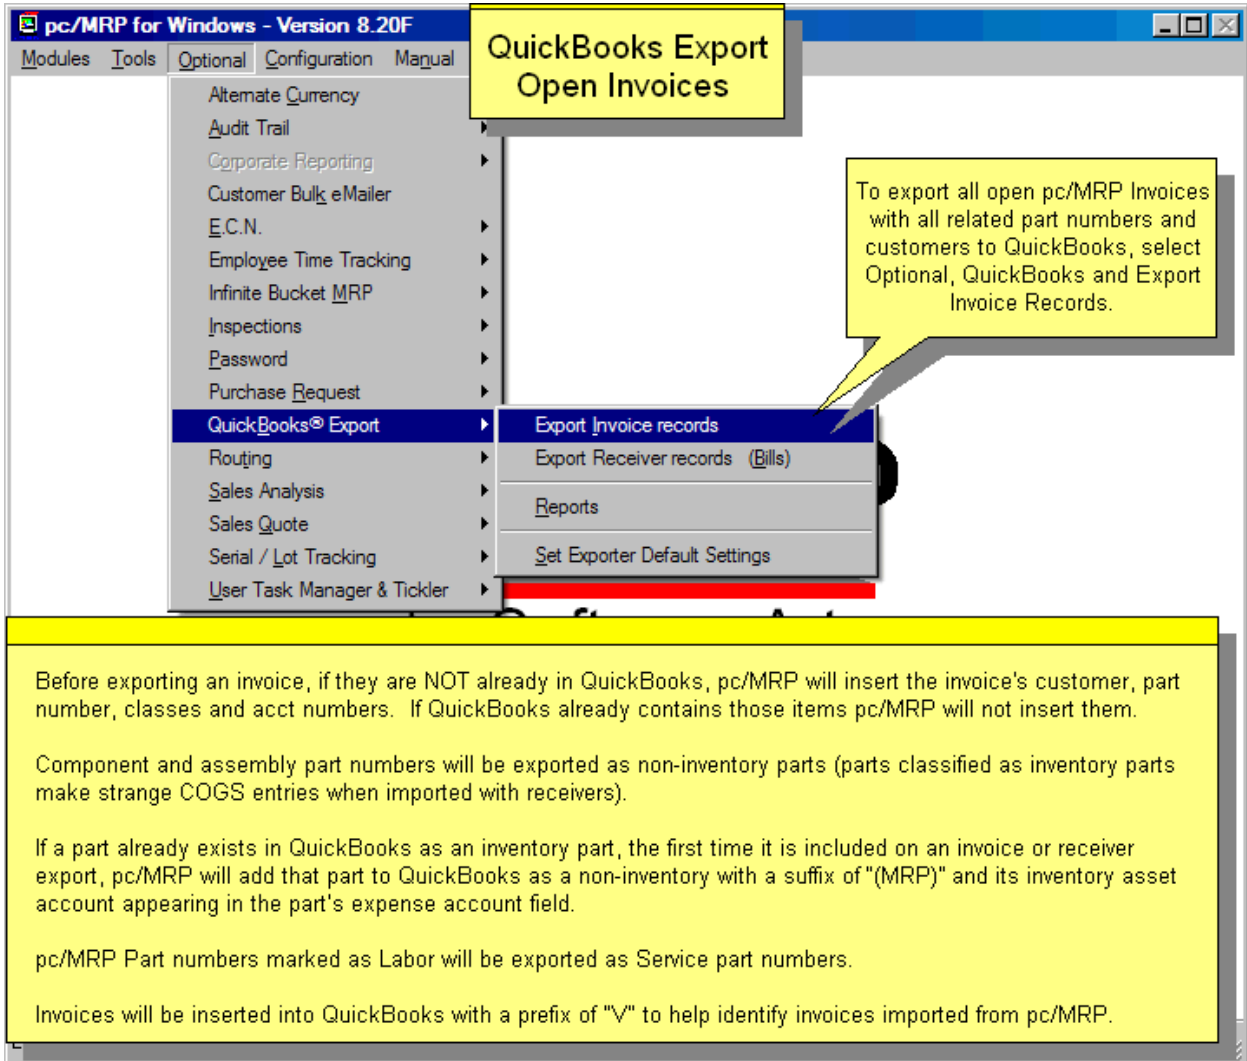 pc/MRP for Windows - Version 8.20F
Modules Tools Optional Configuration Manual
QuickBooks Export
Open Invoices
Alternate Currency
Audit Trail
Corporate Reporting
Customer Bulk eMailer
E.C.N.
Employee Time Tracking
Infinite Bucket MRP
Inspections
Password
Purchase Request
QuickBooks® Export
Routing
Sales Analysis
Sales Quote
Serial / Lot Tracking
User Task Manager & Tickler
To export all open pc/MRP Invoices
with all related part numbers and
customers to QuickBooks, select
Optional, QuickBooks and Export
Invoice Records.
Export Invoice records
Export Receiver records (Bills)
Reports
Set Exporter Default Settings
Before exporting an invoice, if they are NOT already in QuickBooks, pc/MRP will insert the invoice's customer, part
number, classes and acct numbers. If QuickBooks already contains those items pc/MRP will not insert them.
Component and assembly part numbers will be exported as non-inventory parts (parts classified as inventory parts
make strange COGS entries when imported with receivers).
If a part already exists in QuickBooks as an inventory part, the first time it is included on an invoice or receiver
export, pc/MRP will add that part to QuickBooks as a non-inventory with a suffix of "(MRP)" and its inventory asset
account appearing in the part's expense account field.
pc/MRP Part numbers marked as Labor will be exported as Service part numbers.
Invoices will be inserted into QuickBooks with a prefix of "V" to help identify invoices imported from pc/MRP.